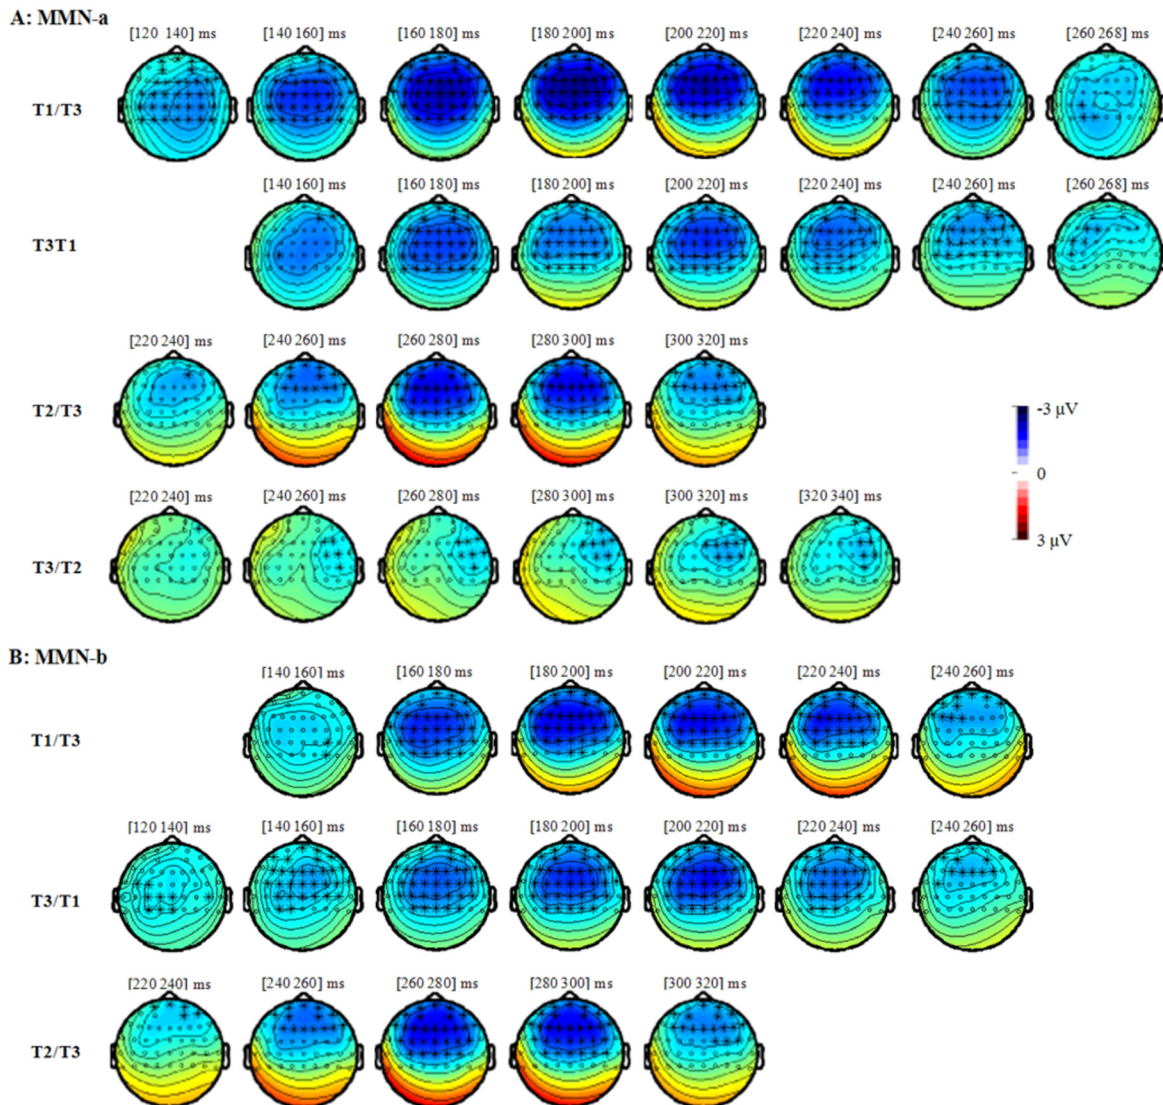 A: MMN-a
[120 140] ms [140 160] ms [160 180] ms [180 200] ms [200 220] ms [220 240] ms [240 260] ms [260 268] ms
T1/T3
[140 160] ms [160 180] ms [180 200] ms [200 220] ms [220 240] ms [240 260] ms [260 268] ms
T3T1
[220 240] ms [240 260] ms [260 280] ms [280 300] ms [300 320] ms
T2/T3
-3 µV
0
3 µV
[220 240] ms [240 260] ms [260 280] ms [280 300] ms [300 320] ms [320 340] ms
T3/T2
B: MMN-b
[140 160] ms [160 180 ms [180 200] ms [200 220] ms [220 240] ms [240 260] ms
T1/T3
[120 140] ms [140 160] ms [160 180] ms [180 200] ms [200 220] ms [220 240] ms [240 260] ms
T3/T1
[220 240] ms [240 260] ms [260 280] ms [280 300] ms [300 320] ms
T2/T3